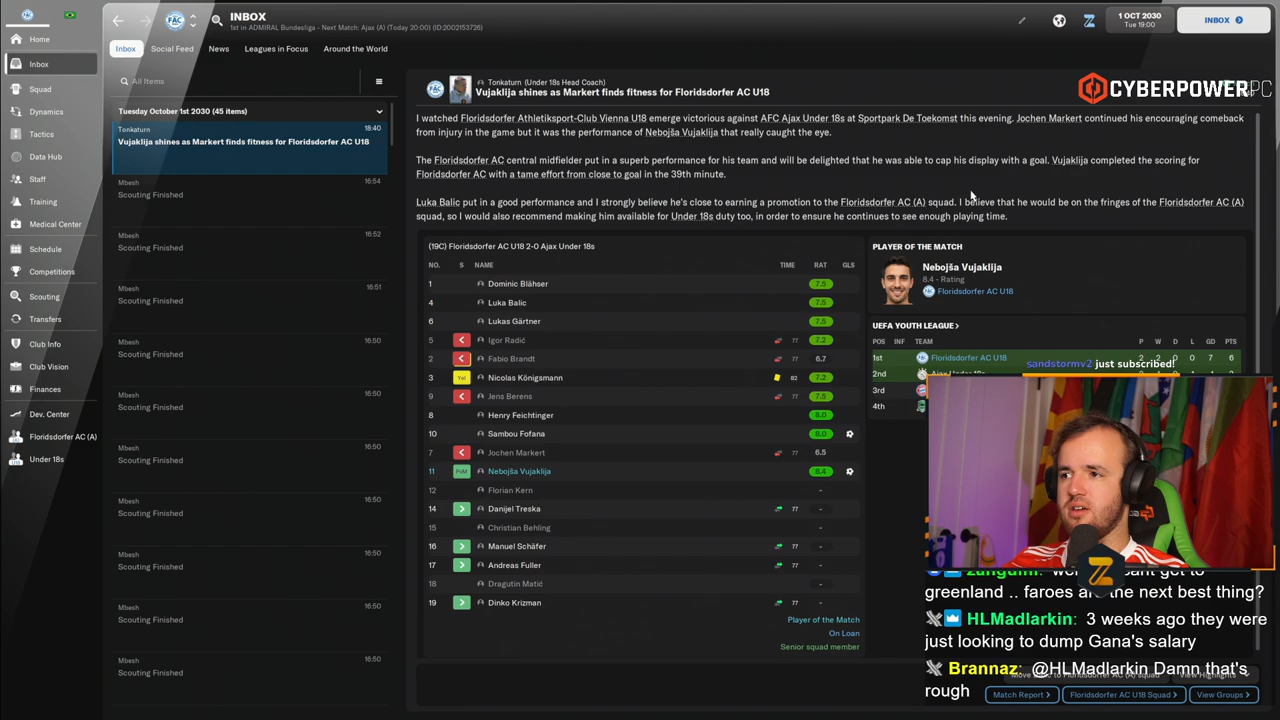 INBOX
1st in ADMIRAL Bundesliga - Next Match: Ajax (A) (Today 20:00) (ID:2002153726)
1 OCT 2030
Tue 19:00
INBOX
Home
Inbox
Squad
Dynamics
Tactics
Data Hub
Staff
Training
Medical Center
Schedule
Competitions
Scouting
Transfers
Club Info
Club Vision
Finances
Dev. Center
Floridsdorfer AC (A)
Under 18s
Inbox
Social Feed
News
Leagues in Focus
Around the World
All Items
Tuesday October 1st 2030 (45 items)
Tonkaturn 18:40
Vujaklija shines as Markert finds fitness for Floridsdorfer AC U18
Mbesh 16:54
Scouting Finished
Mbesh 16:52
Scouting Finished
Mbesh 16:51
Scouting Finished
Mbesh 16:50
Scouting Finished
Mbesh 16:50
Scouting Finished
Mbesh 16:50
Scouting Finished
Mbesh 16:50
Scouting Finished
Mbesh 16:50
Scouting Finished
Mbesh 16:50
Scouting Finished
Mbesh 16:50
Scouting Finished
Tonkaturn (Under 18s Head Coach)
Vujaklija shines as Markert finds fitness for Floridsdorfer AC U18
CYBERPOWERPC
I watched Floridsdorfer Athletiksport-Club Vienna U18 emerge victorious against AFC Ajax Under 18s at Sportpark De Toekomst this evening. Jochen Markert continued his encouraging comeback
from injury in the game but it was the performance of Nebojša Vujaklija that really caught the eye.
The Floridsdorfer AC central midfielder put in a superb performance for his team and will be delighted that he was able to cap his display with a goal. Vujaklija completed the scoring for
Floridsdorfer AC with a tame effort from close to goal in the 39th minute.
Luka Balic put in a good performance and I strongly believe he's close to earning a promotion to the Floridsdorfer AC (A) squad. I believe that he would be on the fringes of the Floridsdorfer AC (A)
squad, so I would also recommend making him available for Under 18s duty too, in order to ensure he continues to see enough playing time.
(19C) Floridsdorfer AC U18 2-0 Ajax Under 18s
NO. S NAME TIME RAT GLS
1 Dominic Blähser 7.5
4 Luka Balic 7.5
6 Lukas Gärtner 7.5
5 Igor Radić 77 7.2
2 Fabio Brandt 77 6.7
3 Yel Nicolas Königsmann 82 7.2
9 Jens Berens 77 7.5
8 Henry Feichtinger 8.0
10 Sambou Fofana 8.0
7 Jochen Markert 77 6.5
11 PoM Nebojša Vujaklija 8.4
12 Florian Kern -
14 Danijel Treska 77 -
15 Christian Behling -
16 Manuel Schäfer 77 -
17 Andreas Fuller 77 -
18 Dragutin Matić -
19 Dinko Krizman 77 -
Player of the Match
On Loan
Senior squad member
PLAYER OF THE MATCH
Nebojša Vujaklija
8.4 - Rating
Floridsdorfer AC U18
UEFA YOUTH LEAGUE
POS INF TEAM P W D L GD PTS
1st Floridsdorfer AC U18 2 2 0 0 7 6
2nd Ajax Under 18s
3rd
4th
sandstormv2 just subscribed!
greenland .. faroes are the next best thing?
HLMadlarkin: 3 weeks ago they were
just looking to dump Gana's salary
Brannaz: @HLMadlarkin Damn that's
rough
Match Report
Floridsdorfer AC U18 Squad
View Groups